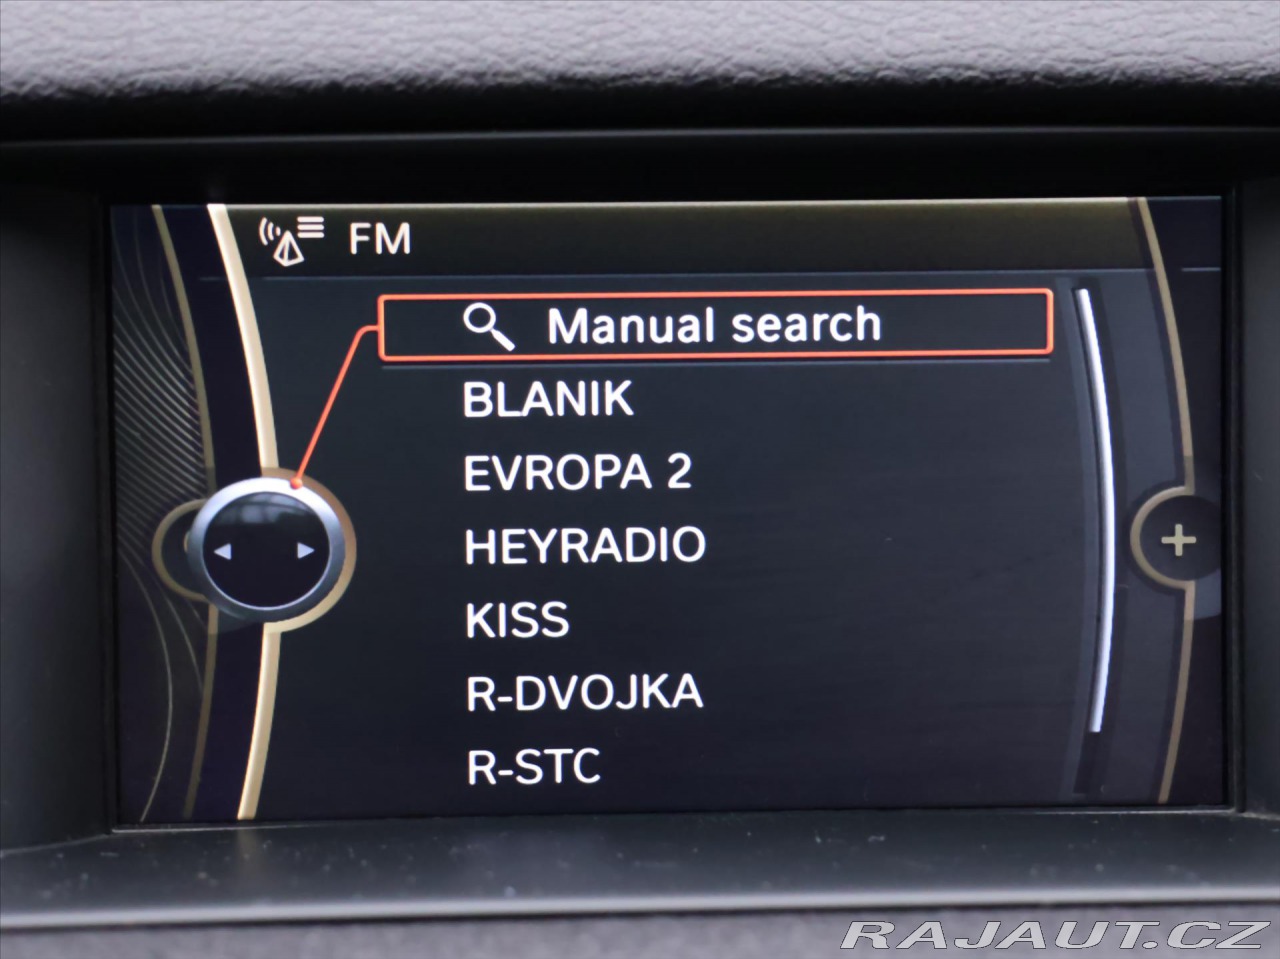 FM
Manual search
BLANIK
EVROPA 2
HEYRADIO
KISS
R-DVOJKA
R-STC
RAJAUT.CZ